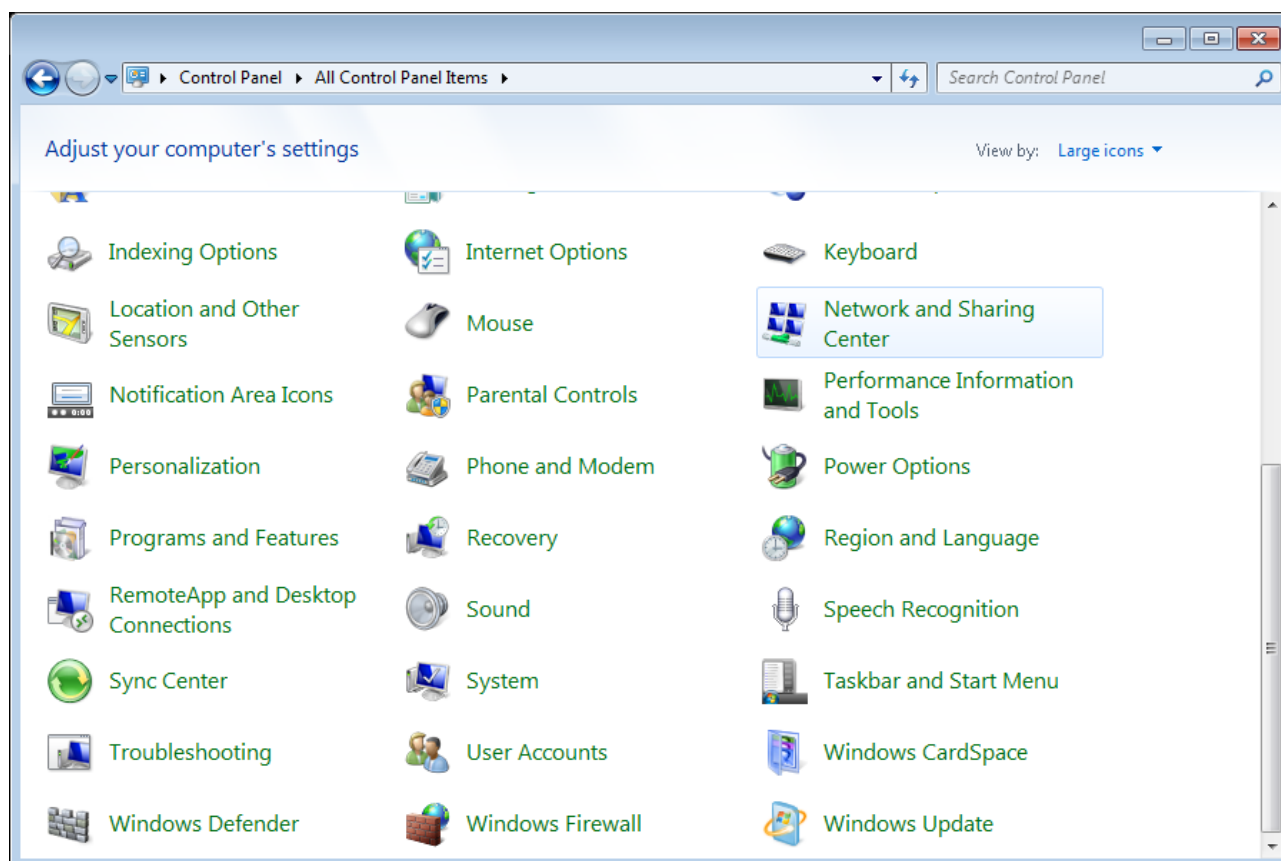 Control Panel All Control Panel Items
Search Control Panel
Adjust your computer's settings
View by: Large icons
Indexing Options
Internet Options
Keyboard
Location and Other
Sensors
Mouse
Network and Sharing
Center
Notification Area Icons
Parental Controls
Performance Information
and Tools
Personalization
Phone and Modem
Power Options
Programs and Features
Recovery
Region and Language
RemoteApp and Desktop
Connections
Sound
Speech Recognition
Sync Center
System
Taskbar and Start Menu
Troubleshooting
User Accounts
Windows CardSpace
Windows Defender
Windows Firewall
Windows Update